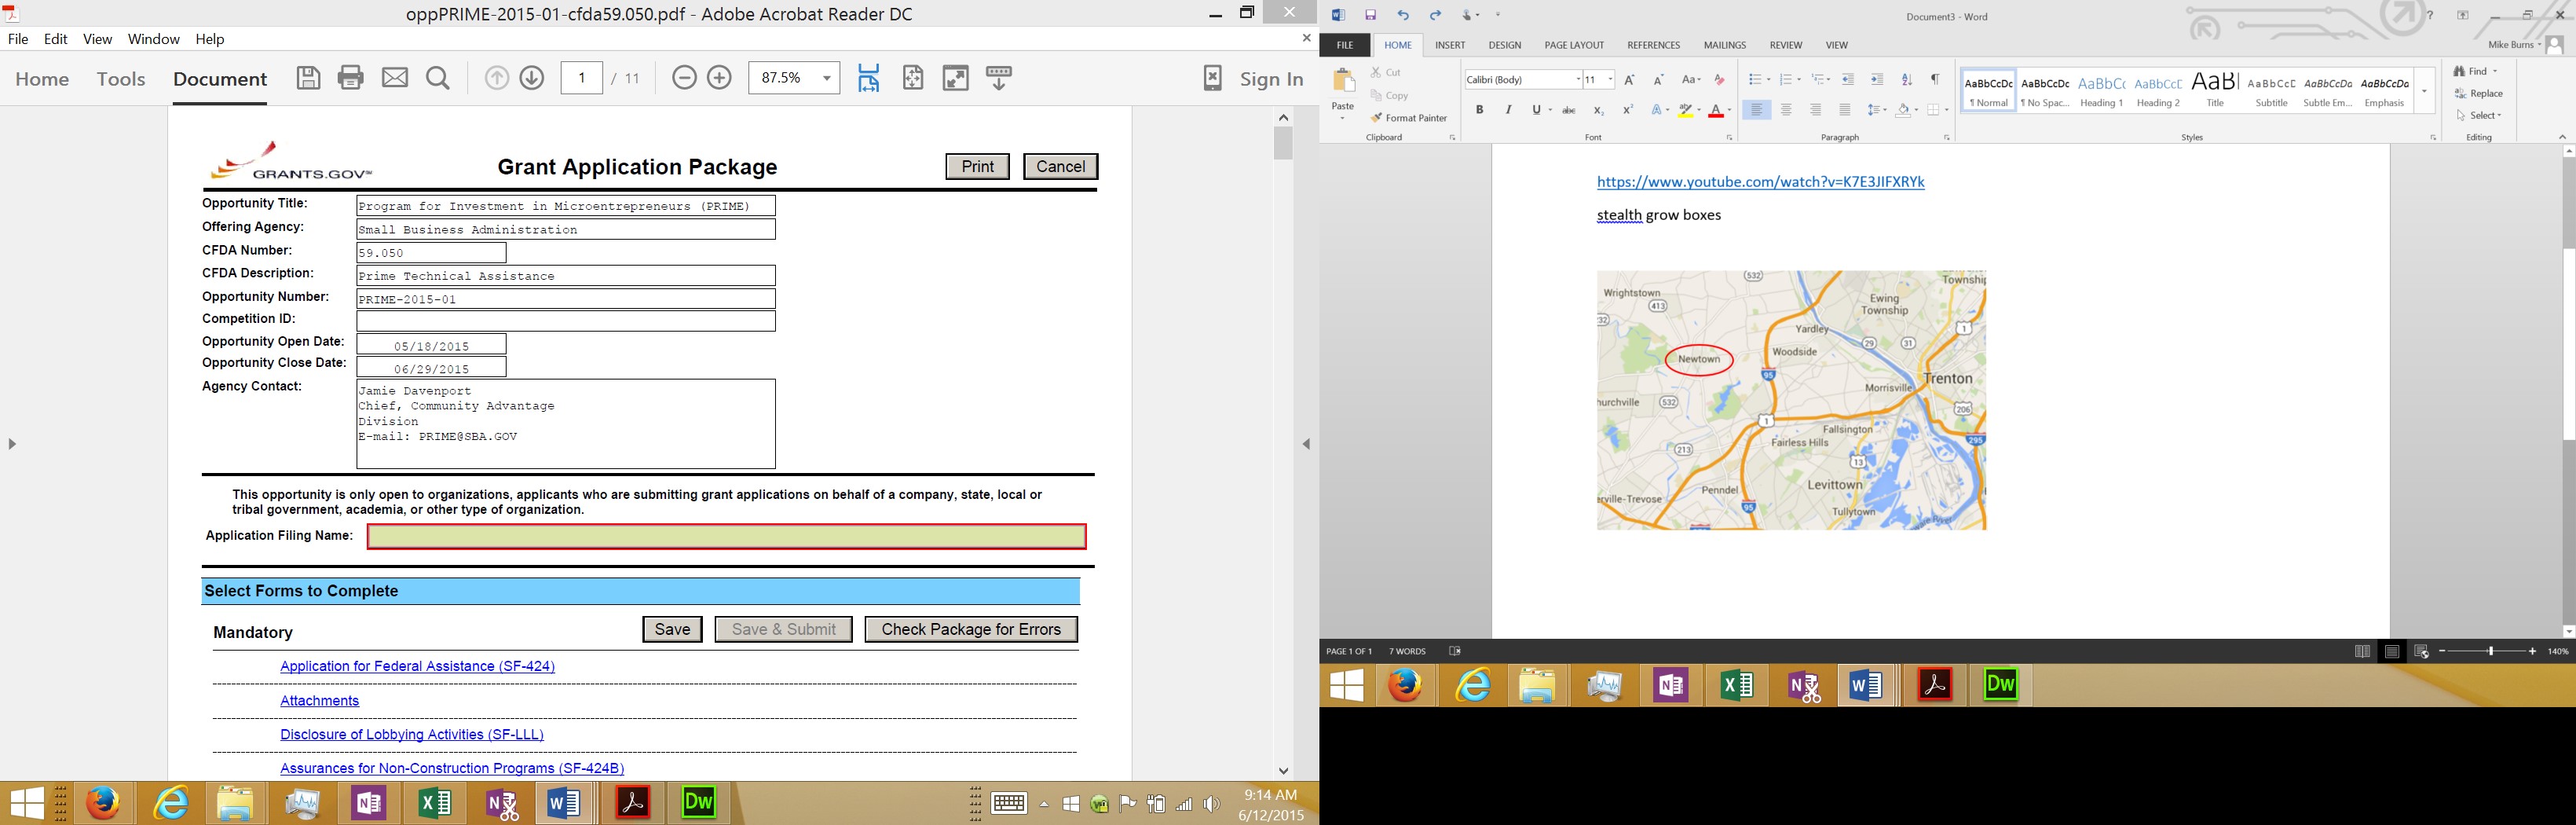 oppPRIME-2015-01-cfda59.050.pdf - Adobe Acrobat Reader DC
File Edit View Window Help
Home Tools Document 1 / 11 87.5% Sign In
GRANTS.GOV℠
Grant Application Package
Print Cancel
Opportunity Title: Program for Investment in Microentrepreneurs (PRIME)
Offering Agency: Small Business Administration
CFDA Number: 59.050
CFDA Description: Prime Technical Assistance
Opportunity Number: PRIME-2015-01
Competition ID:
Opportunity Open Date: 05/18/2015
Opportunity Close Date: 06/29/2015
Agency Contact: Jamie Davenport
Chief, Community Advantage
Division
E-mail: PRIME@SBA.GOV
This opportunity is only open to organizations, applicants who are submitting grant applications on behalf of a company, state, local or
tribal government, academia, or other type of organization.
Application Filing Name:
Select Forms to Complete
Mandatory Save Save & Submit Check Package for Errors
Application for Federal Assistance (SF-424)
Attachments
Disclosure of Lobbying Activities (SF-LLL)
Assurances for Non-Construction Programs (SF-424B)
9:14 AM
6/12/2015
Document3 - Word
FILE HOME INSERT DESIGN PAGE LAYOUT REFERENCES MAILINGS REVIEW VIEW Mike Burns
Paste
Cut
Copy
Format Painter
Clipboard
Calibri (Body) 11
Font
Paragraph
AaBbCcDc AaBbCcDc AaBbCc AaBbCcE AaBl AaBbCcD AaBbCcDa AaBbCcDa
¶ Normal ¶ No Spac... Heading 1 Heading 2 Title Subtitle Subtle Em... Emphasis
Styles
Find
Replace
Select
Editing
https://www.youtube.com/watch?v=K7E3JIFXRYk
stealth grow boxes
532
Township
Wrightstown
413
Ewing
Township
32
1
Yardley
29
31
Newtown
Woodside
95
Morrisville
Trenton
hurchville
532
206
1
Fallsington
295
Fairless Hills
213
13
Levittown
erville-Trevose
Penndel
95
Tullytown
PAGE 1 OF 1 7 WORDS 140%